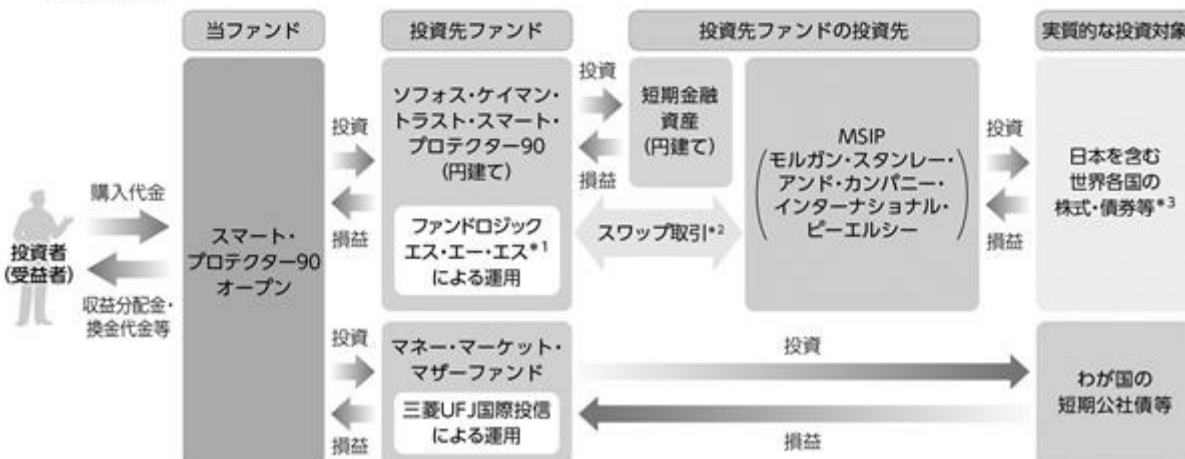 当ファンド
投資先ファンド
投資先ファンドの投資先
実質的な投資対象
投資者
(受益者)
購入代金
収益分配金・
換金代金等
スマート・
プロテクター90
オープン
投資
損益
ソフォス・ケイマン・
トラスト・スマート・
プロテクター90
(円建て)
ファンドロジック
エス・エー・エス*1
による運用
投資
損益
短期金融
資産
(円建て)
スワップ取引*2
MSIP
(モルガン・スタンレー・
アンド・カンパニー・
インターナショナル・
ピーエルシー)
投資
損益
日本を含む
世界各国の
株式・債券等*3
投資
損益
マネー・マーケット・
マザーファンド
三菱UFJ国際投信
による運用
投資
損益
わが国の
短期公社債等